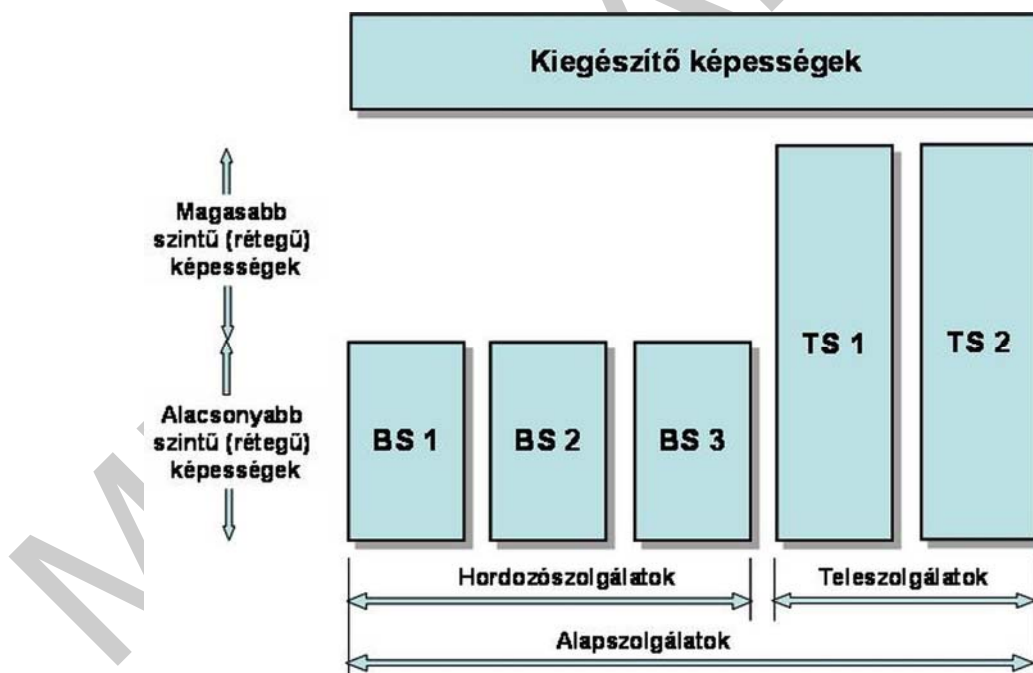 Kiegészítő képességek
Magasabb
szintű (rétegű)
képességek
TS 1
TS 2
Alacsonyabb
szintű (rétegű)
képességek
BS 1
BS 2
BS 3
Hordozószolgálatok
Teleszolgálatok
Alapszolgálatok